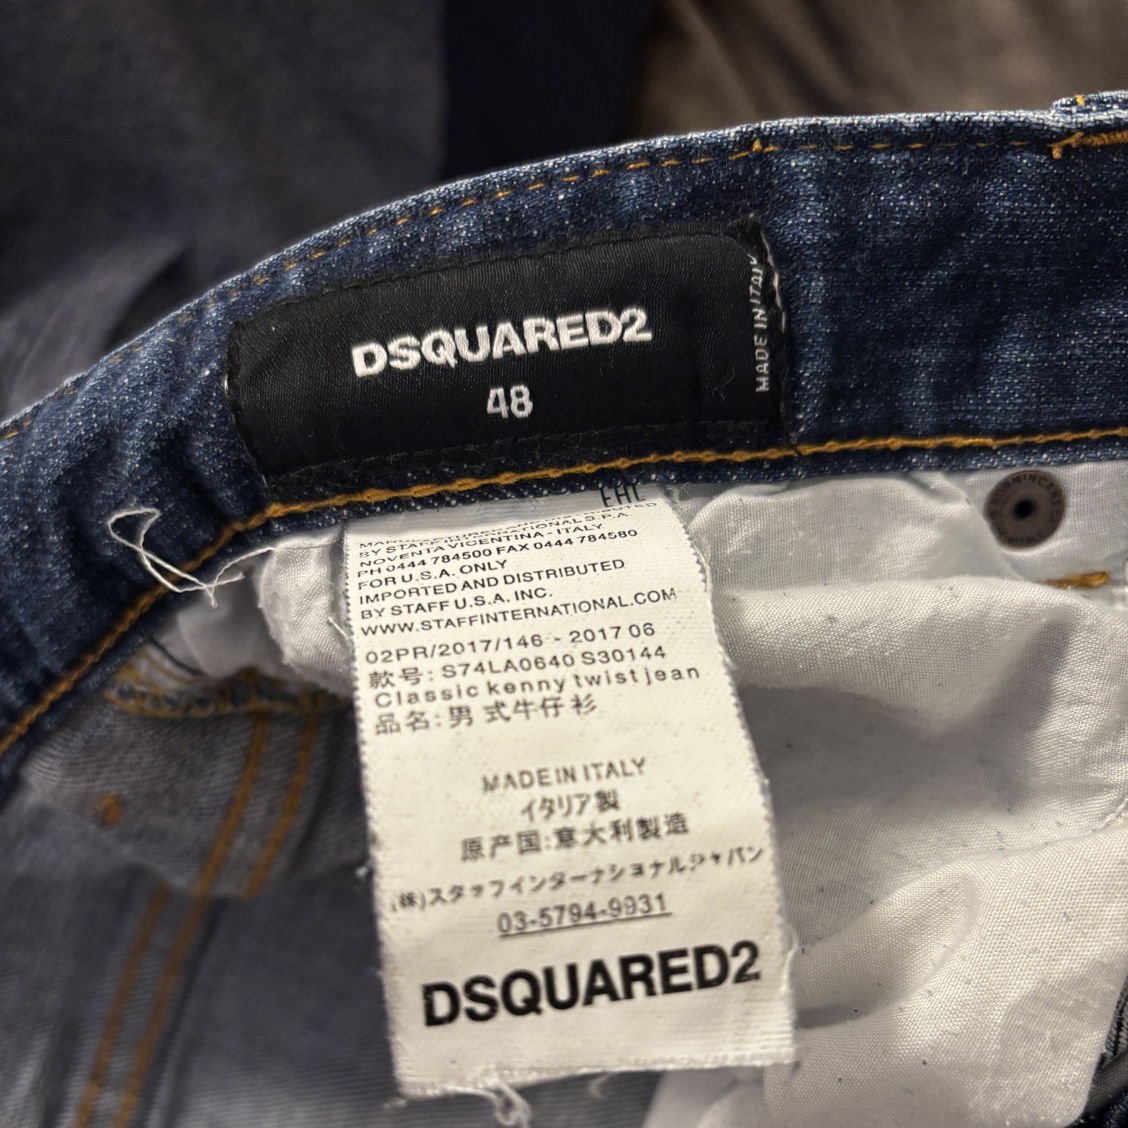 DSQUARED2
48
MADE IN ITALY
EAC
BY STAFF INTERNATIONAL S.P.A.
NOVENTA VICENTINA - ITALY
PH 0444 784500 FAX 0444 784580
FOR U.S.A. ONLY
IMPORTED AND DISTRIBUTED
BY STAFF U.S.A. INC.
WWW.STAFFINTERNATIONAL.COM
02PR/2017/146 - 2017 06
款号: S74LA0640 S30144
Classic kenny twist jean
品名: 男式牛仔衫
MADE IN ITALY
イタリア製
原产国:意大利製造
(株)スタッフインターナショナルジャパン
03-5794-9931
DSQUARED2